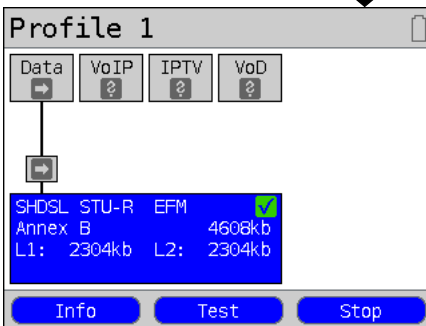 Profile 1
Data VoIP IPTV VoD
? ? ?
SHDSL STU-R EFM
Annex B 4608kb
L1: 2304kb L2: 2304kb
Info Test Stop